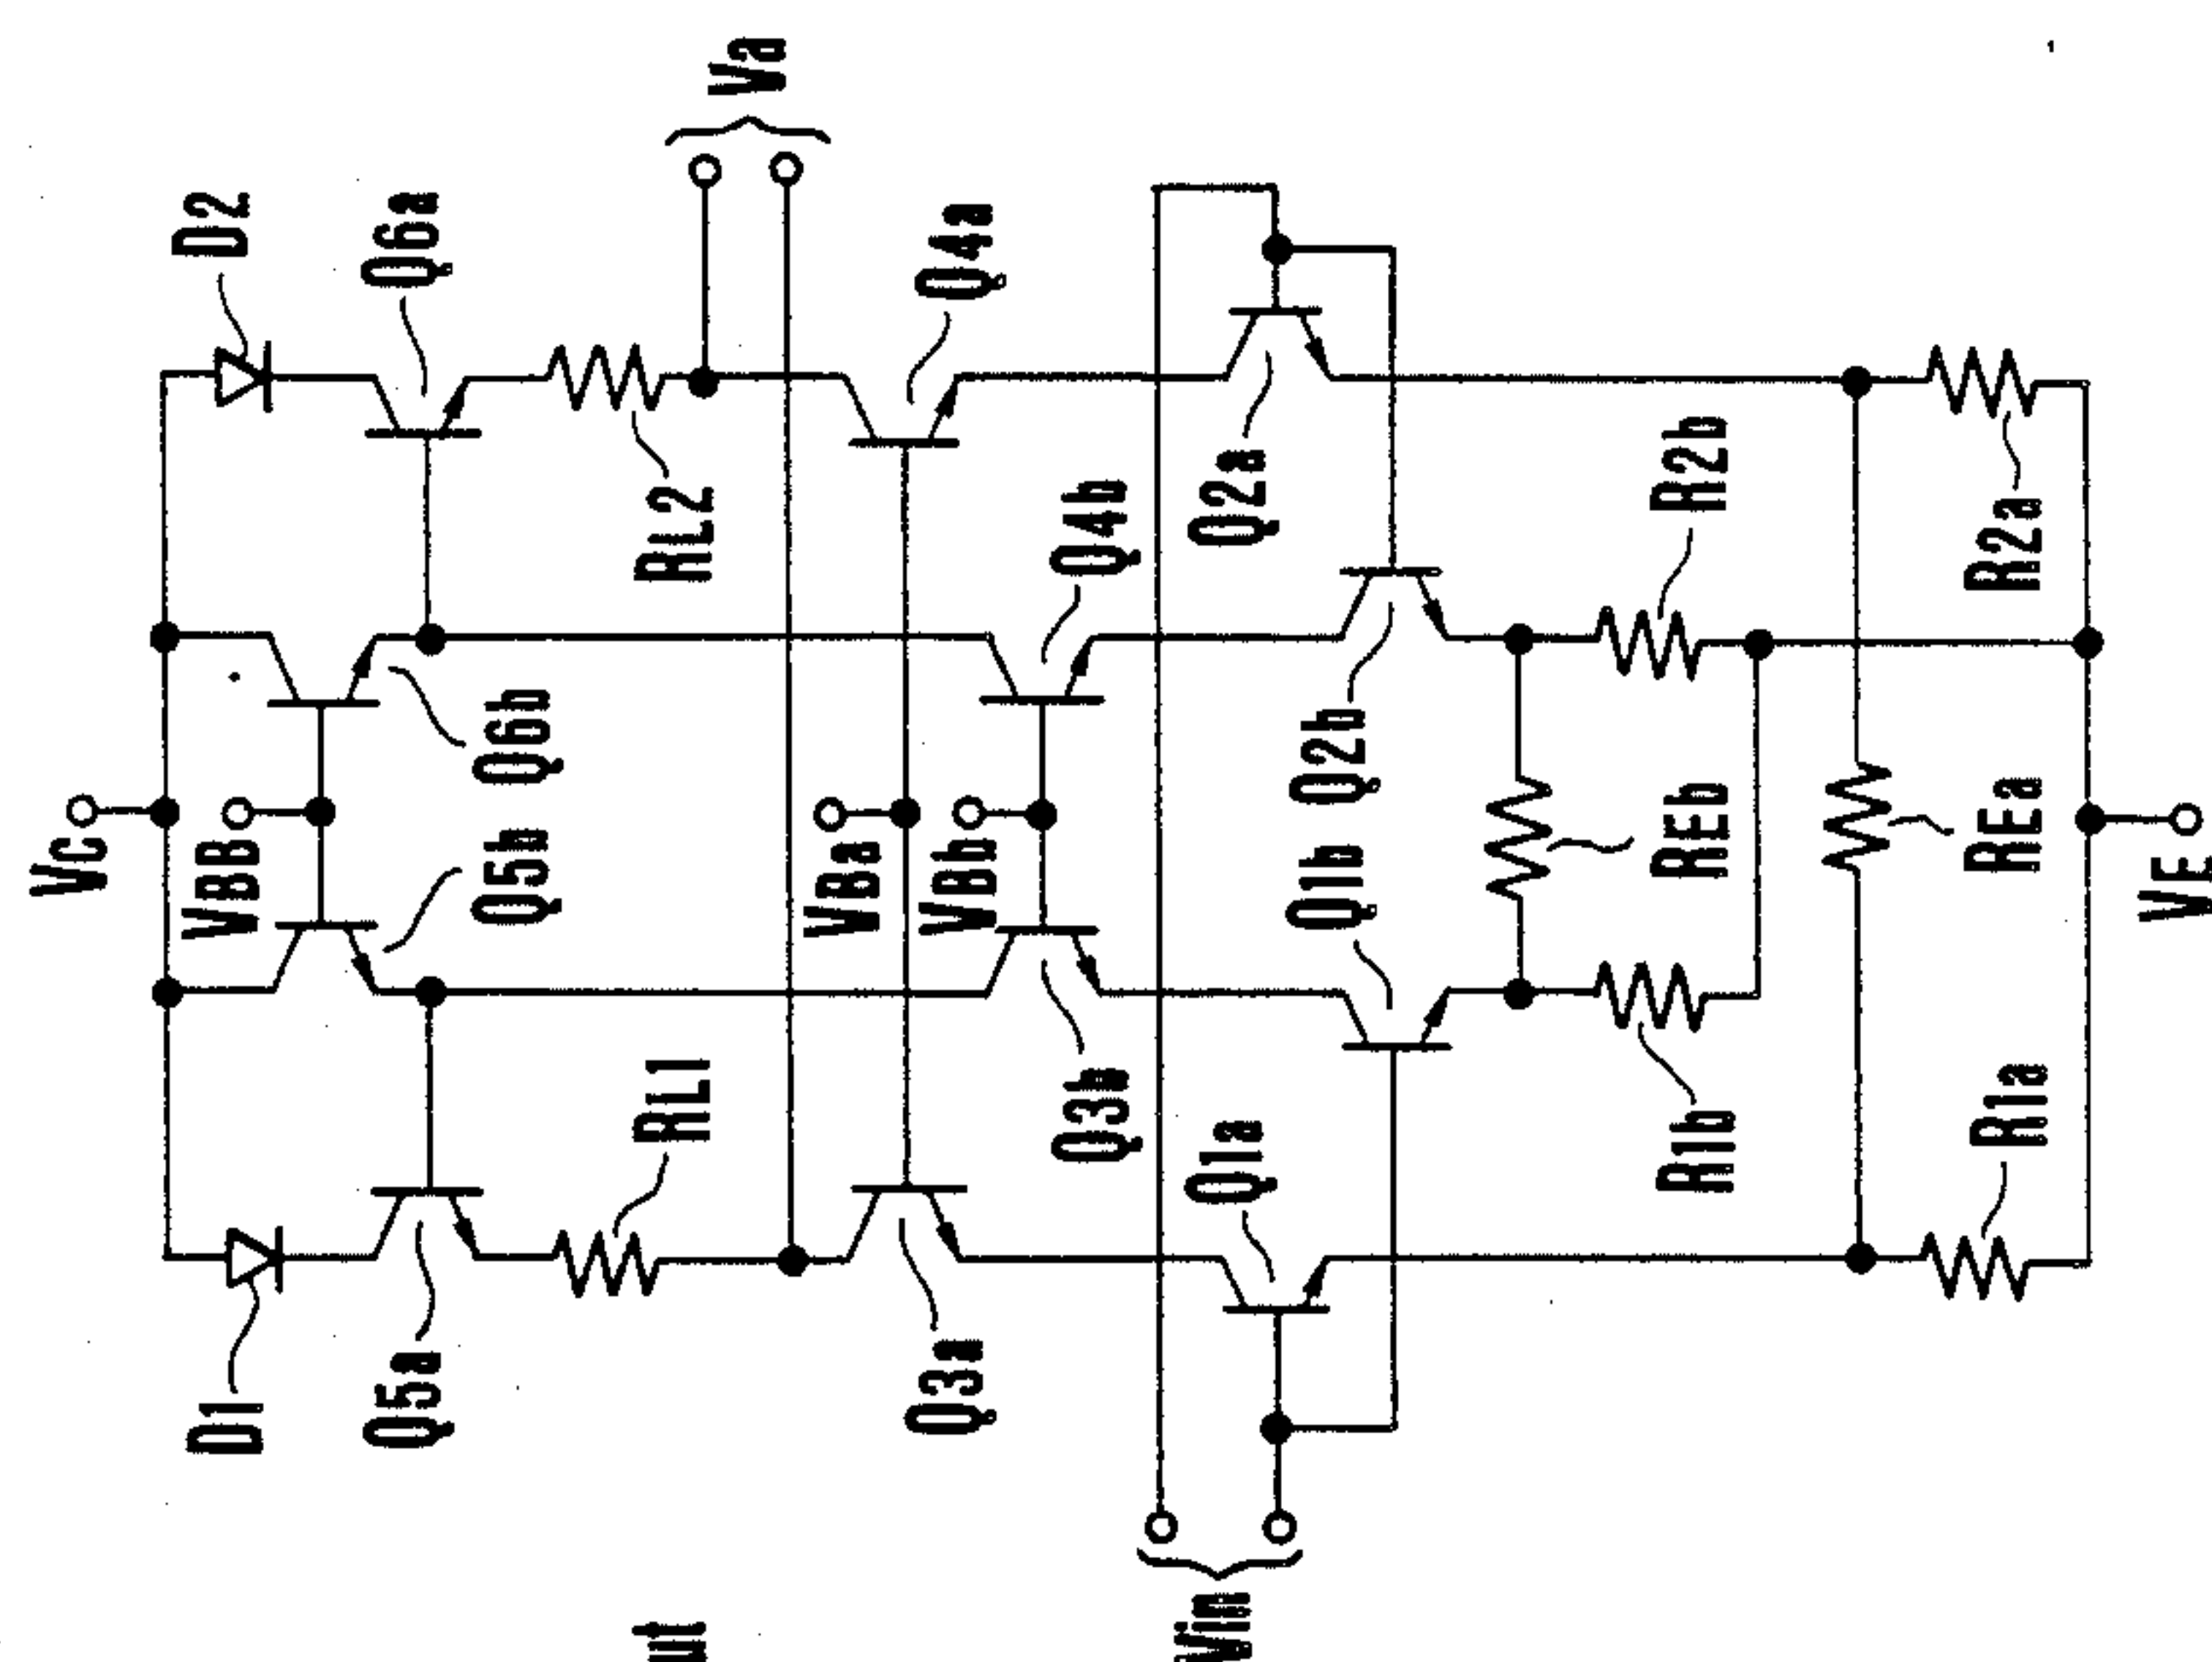 VC
VBB
D2
Q6a
Q6b
Q5b
D1
Q5a
RL2
RL1
Va
VBa
VBb
Q4a
Q4b
Q3b
Q3a
Q2a
Q2b
Q1b
Q1a
Vin
R2b
REb
R1b
R2a
REa
R1a
VE
ut